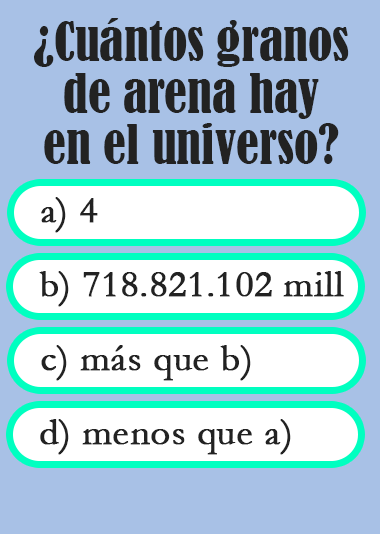 ¿Cuántos granos
de arena hay
en el universo?
a) 4
b) 718.821.102 mill
c) más que b)
d) menos que a)